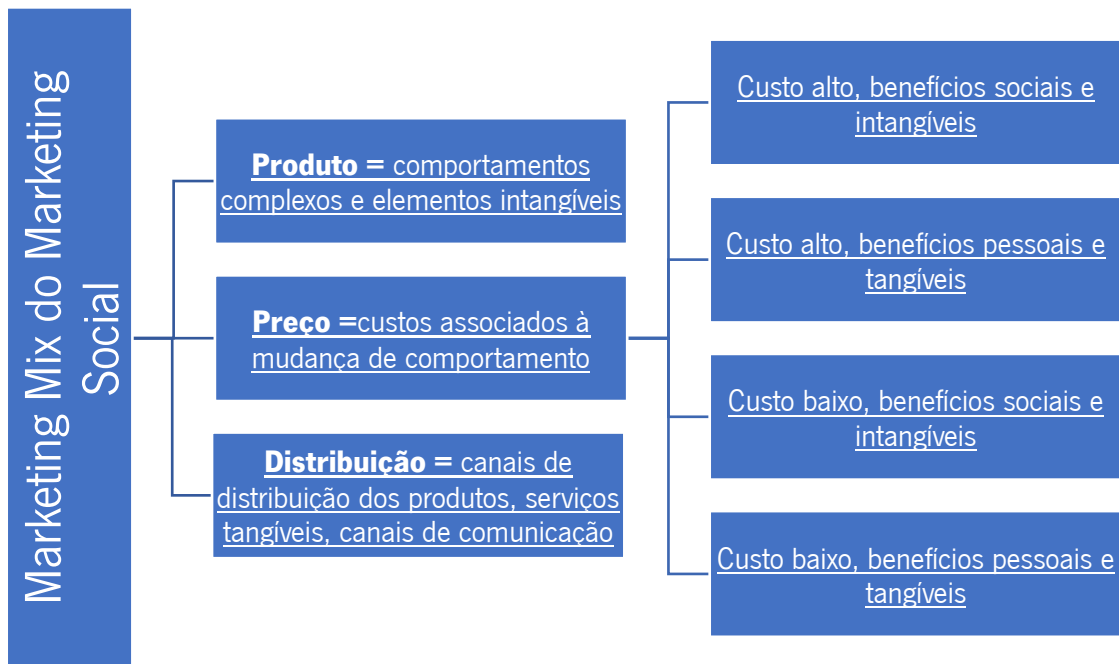 Marketing Mix do Marketing
Social
Produto = comportamentos
complexos e elementos intangíveis
Preço =custos associados à
mudança de comportamento
Distribuição = canais de
distribuição dos produtos, serviços
tangíveis, canais de comunicação
Custo alto, benefícios sociais e
intangíveis
Custo alto, benefícios pessoais e
tangíveis
Custo baixo, benefícios sociais e
intangíveis
Custo baixo, benefícios pessoais e
tangíveis